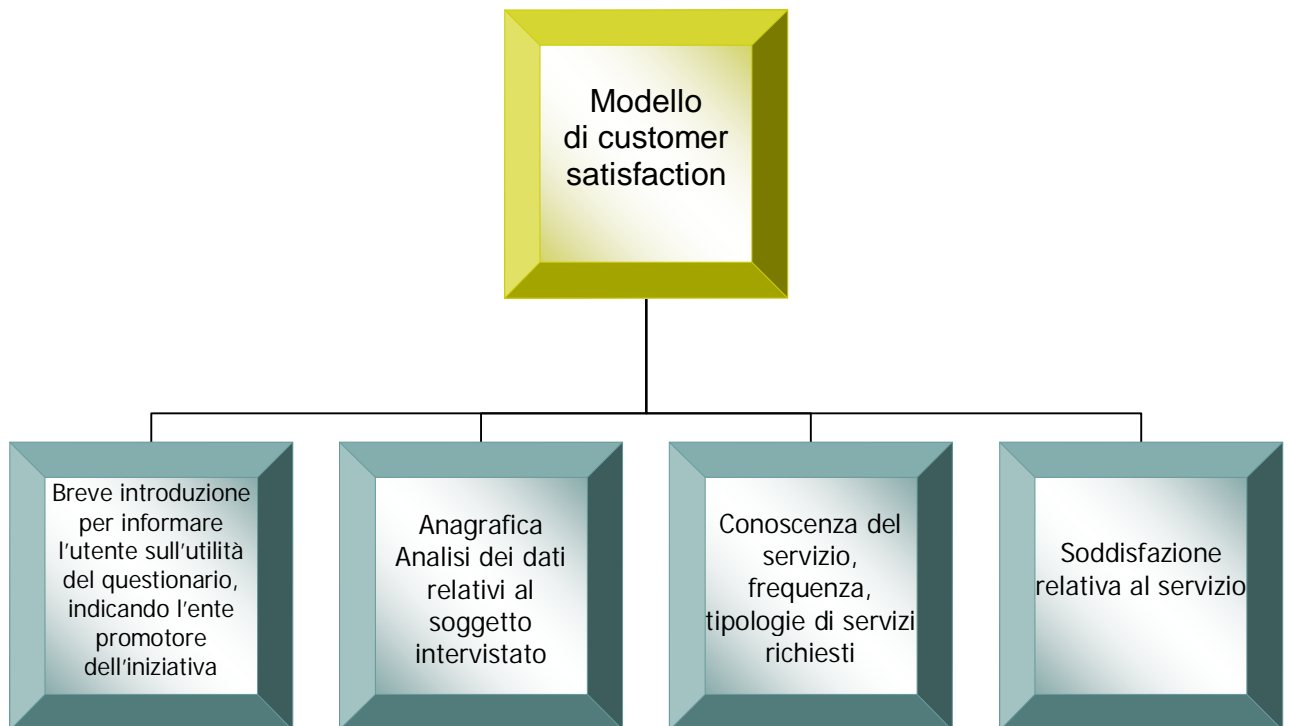 Modello
di customer
satisfaction
Breve introduzione
per informare
l'utente sull'utilità
del questionario,
indicando l'ente
promotore
dell'iniziativa
Anagrafica
Analisi dei dati
relativi al
soggetto
intervistato
Conoscenza del
servizio,
frequenza,
tipologie di servizi
richiesti
Soddisfazione
relativa al servizio